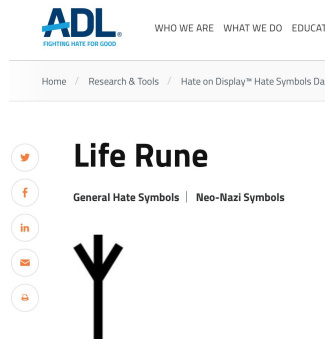 ADL®
FIGHTING HATE FOR GOOD
WHO WE ARE WHAT WE DO EDUCAT
Home / Research & Tools / Hate on Display™ Hate Symbols Da
Life Rune
General Hate Symbols | Neo-Nazi Symbols